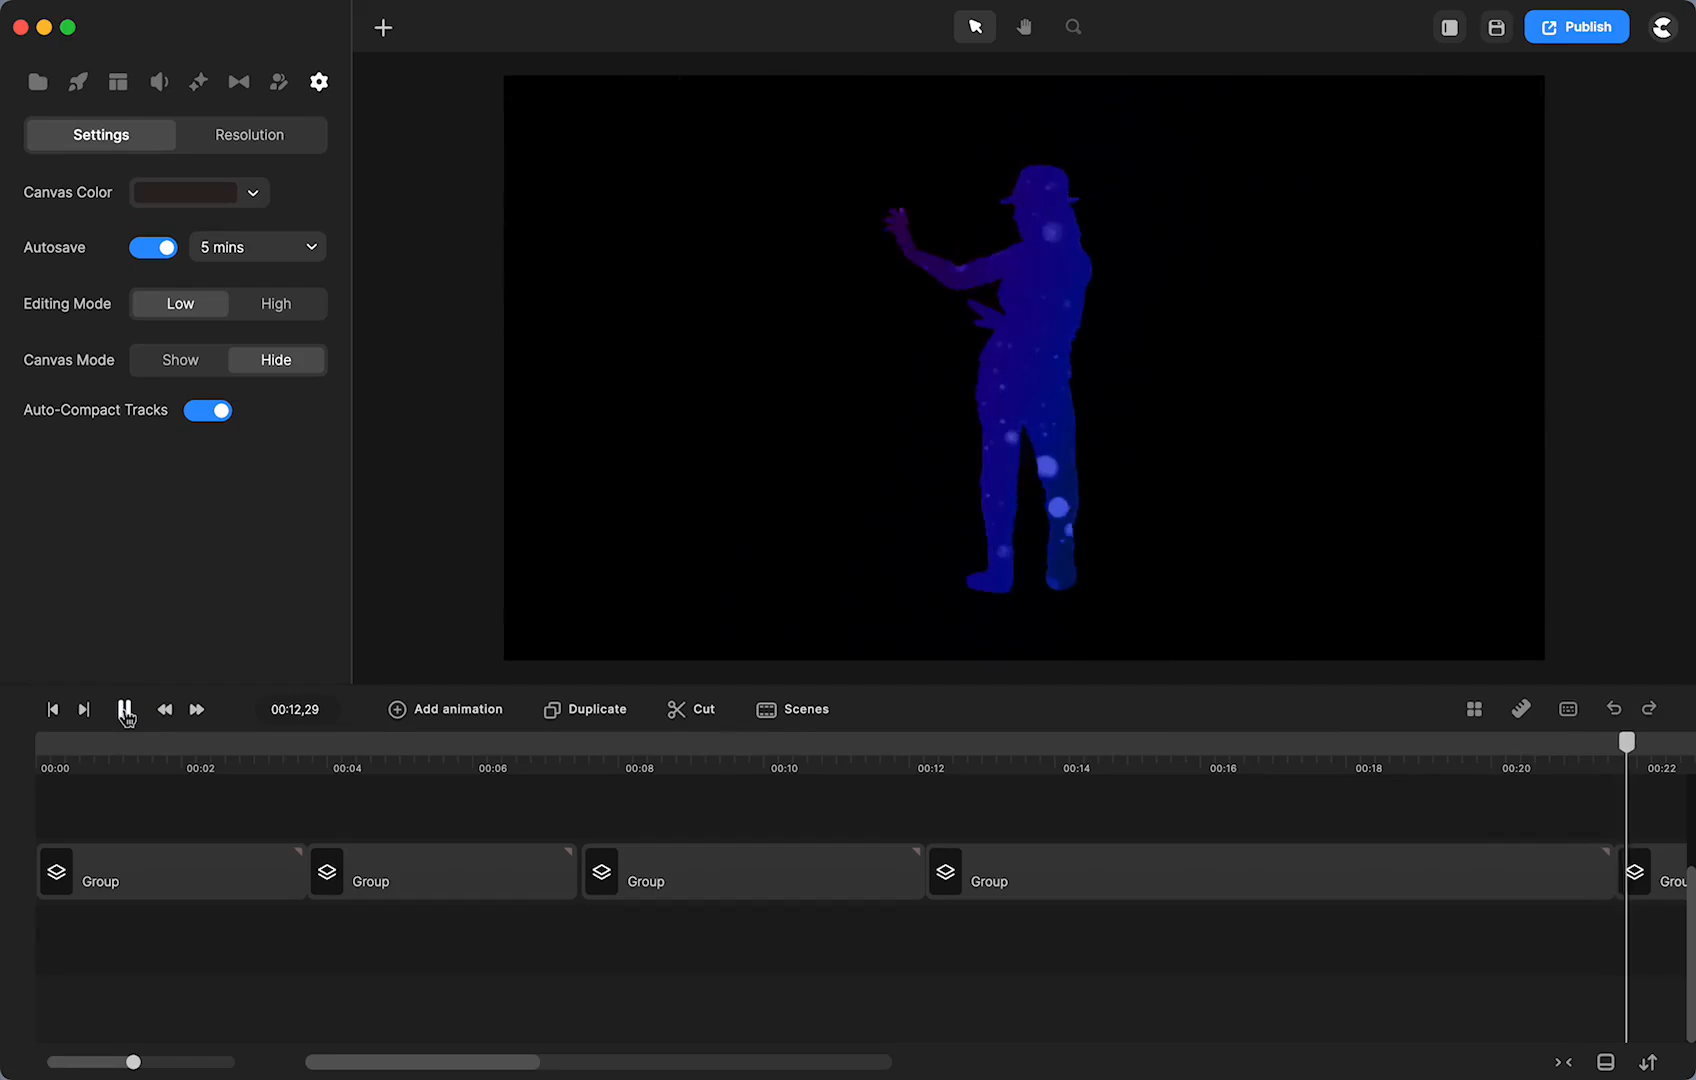 Publish
Settings
Resolution
Canvas Color
Autosave
5 mins
Editing Mode
Low
High
Canvas Mode
Show
Hide
Auto-Compact Tracks
00:12,29
Add animation
Duplicate
Cut
Scenes
00:00
00:02
00:04
00:06
00:08
00:10
00:12
00:14
00:16
00:18
00:20
00:22
Group
Group
Group
Group
Grou